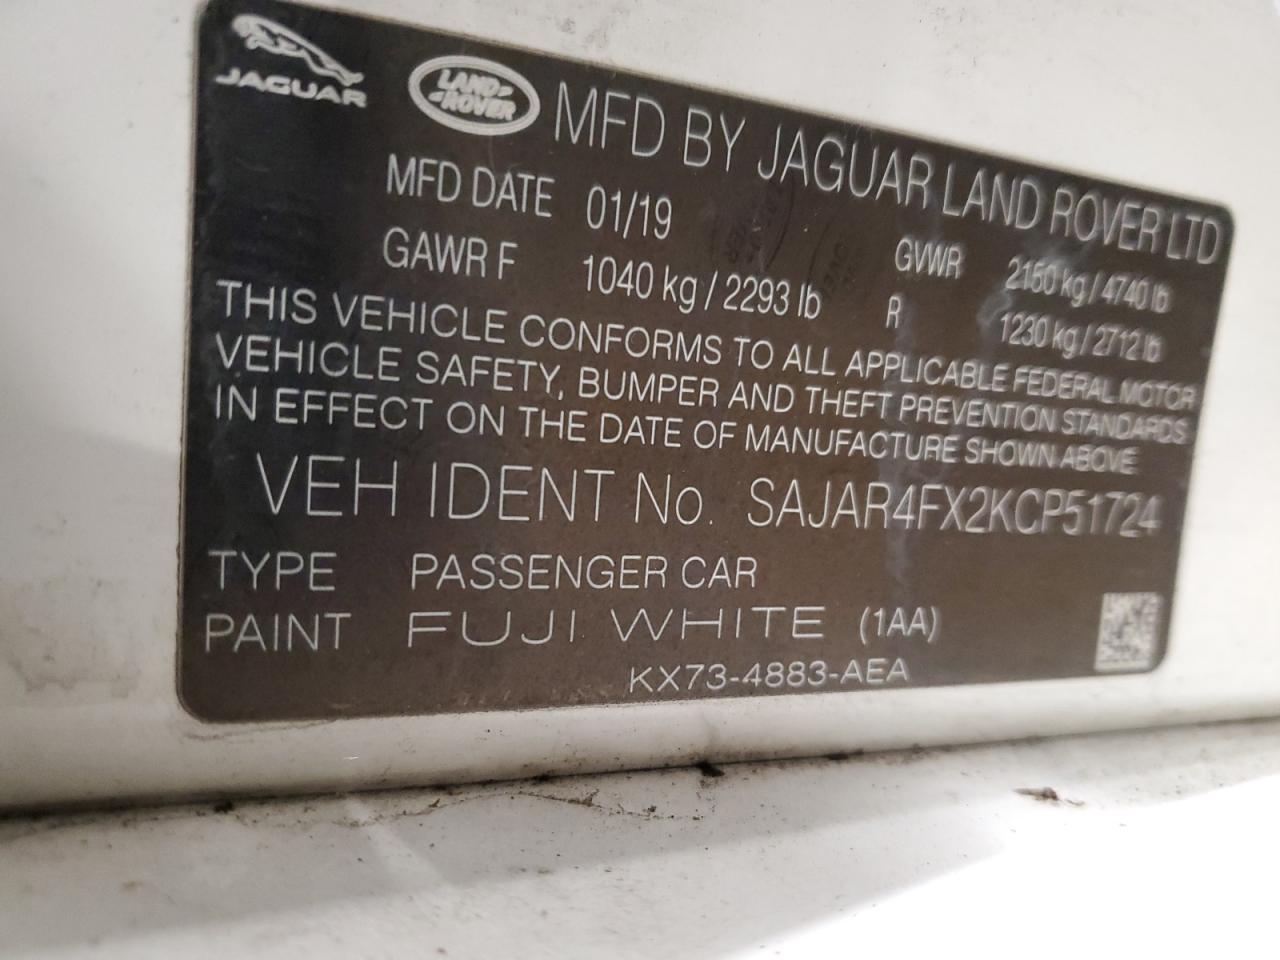 JAGUAR
LAND ROVER
MFD BY JAGUAR LAND ROVER LTD
MFD DATE 01/19 GVWR 2150 kg / 4740 lb
GAWR F 1040 kg / 2293 lb R 1230 kg / 2712 lb
THIS VEHICLE CONFORMS TO ALL APPLICABLE FEDERAL MOTOR
VEHICLE SAFETY, BUMPER AND THEFT PREVENTION STANDARDS
IN EFFECT ON THE DATE OF MANUFACTURE SHOWN ABOVE
VEH IDENT No. SAJAR4FX2KCP51724
TYPE PASSENGER CAR
PAINT FUJI WHITE (1AA)
KX73-4883-AEA